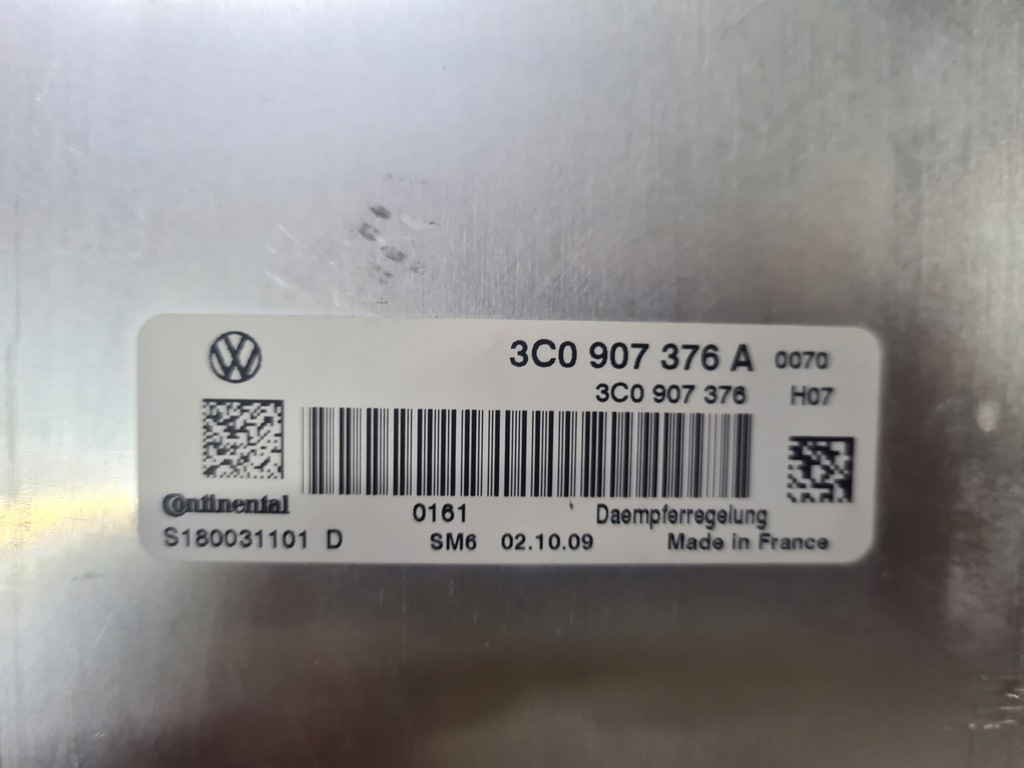 3C0 907 376 A 0070
3C0 907 376 H07
Continental 0161 Daempferregelung
S180031101 D SM6 02.10.09 Made in France